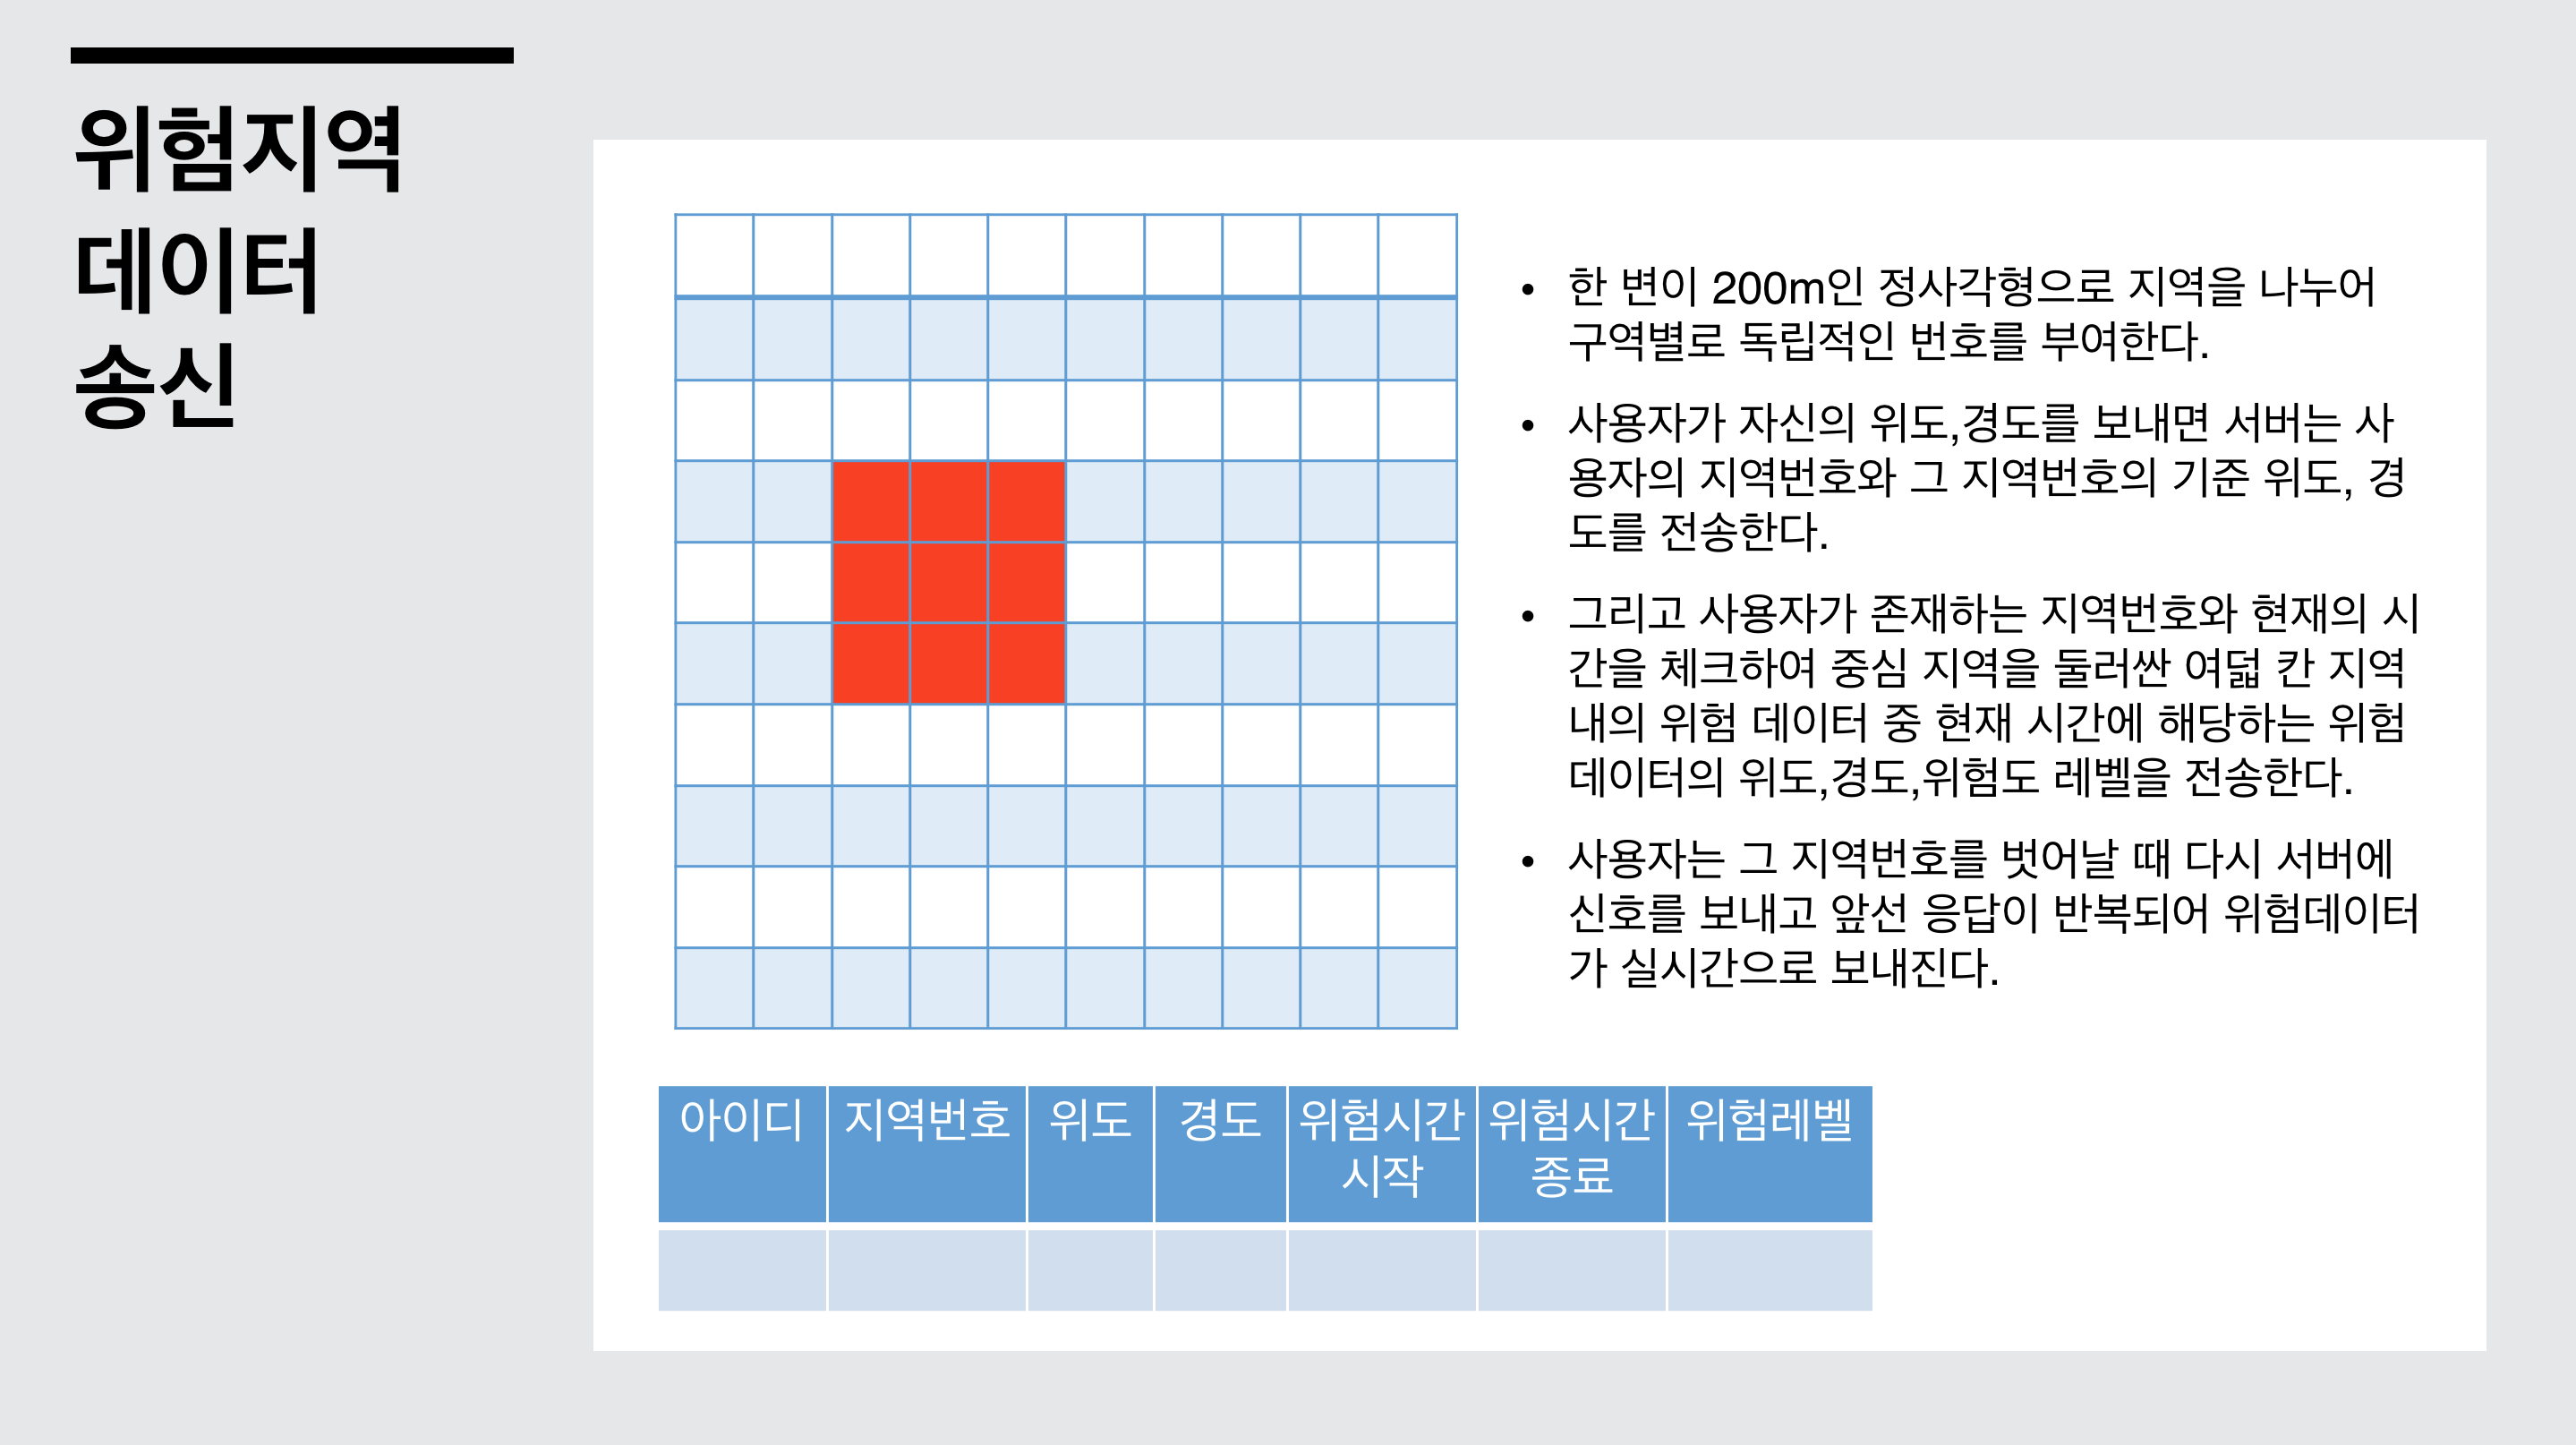 위험지역
데이터
송신
• 한 변이 200m인 정사각형으로 지역을 나누어
구역별로 독립적인 번호를 부여한다.
• 사용자가 자신의 위도,경도를 보내면 서버는 사
용자의 지역번호와 그 지역번호의 기준 위도, 경
도를 전송한다.
• 그리고 사용자가 존재하는 지역번호와 현재의 시
간을 체크하여 중심 지역을 둘러싼 여덟 칸 지역
내의 위험 데이터 중 현재 시간에 해당하는 위험
데이터의 위도,경도,위험도 레벨을 전송한다.
• 사용자는 그 지역번호를 벗어날 때 다시 서버에
신호를 보내고 앞선 응답이 반복되어 위험데이터
가 실시간으로 보내진다.
아이디 지역번호 위도 경도 위험시간 위험시간 위험레벨
시작 종료